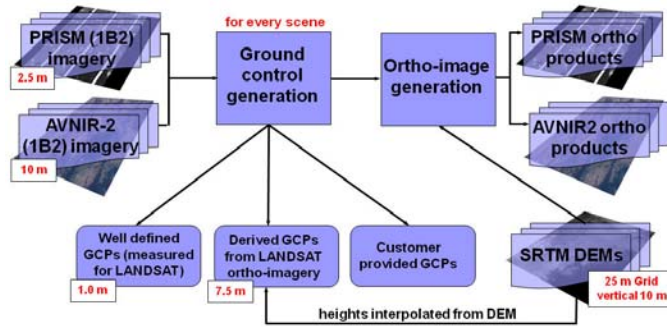 for every scene
PRISM (1B2)
imagery
2.5 m
AVNIR-2
(1B2) imagery
10 m
Ground
control
generation
Ortho-image
generation
PRISM ortho
products
AVNIR2 ortho
products
Well defined
GCPs (measured
for LANDSAT)
1.0 m
Derived GCPs
from LANDSAT
ortho-imagery
7.5 m
Customer
provided GCPs
SRTM DEMs
25 m Grid
vertical 10 m
heights interpolated from DEM